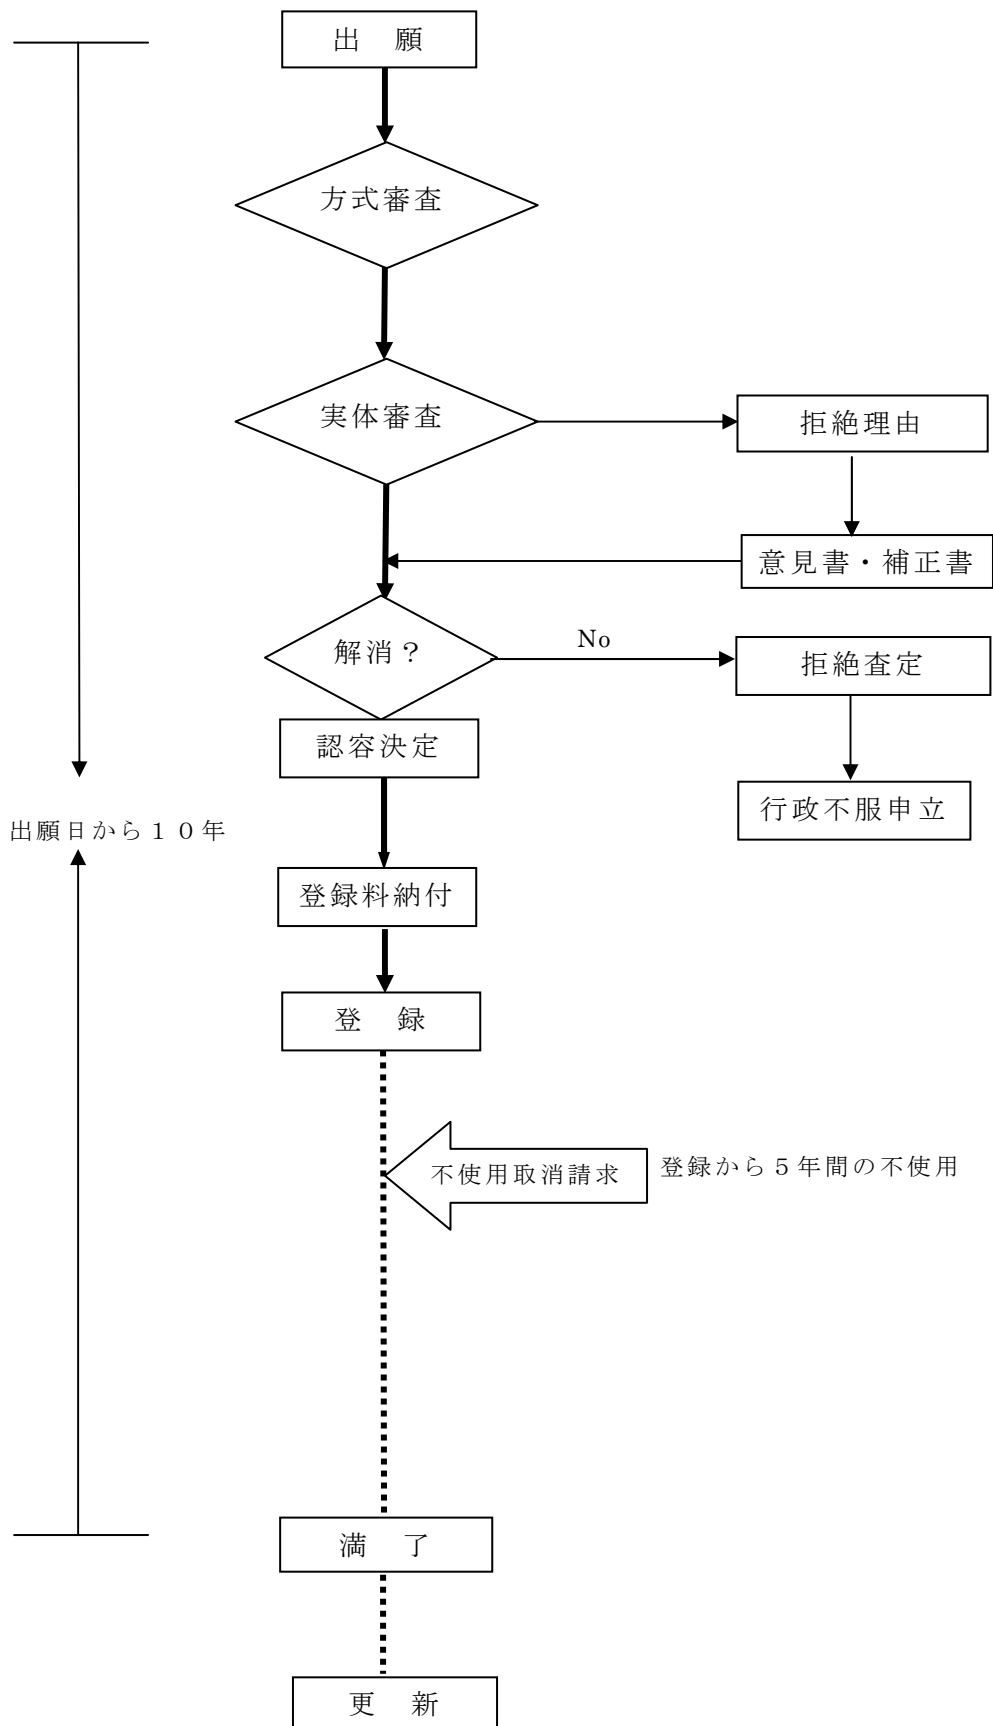 出　願
方式審査
実体審査
拒絶理由
意見書・補正書
解消？
No
拒絶査定
認容決定
行政不服申立
出願日から１０年
登録料納付
登　録
不使用取消請求
登録から５年間の不使用
満　了
更　新